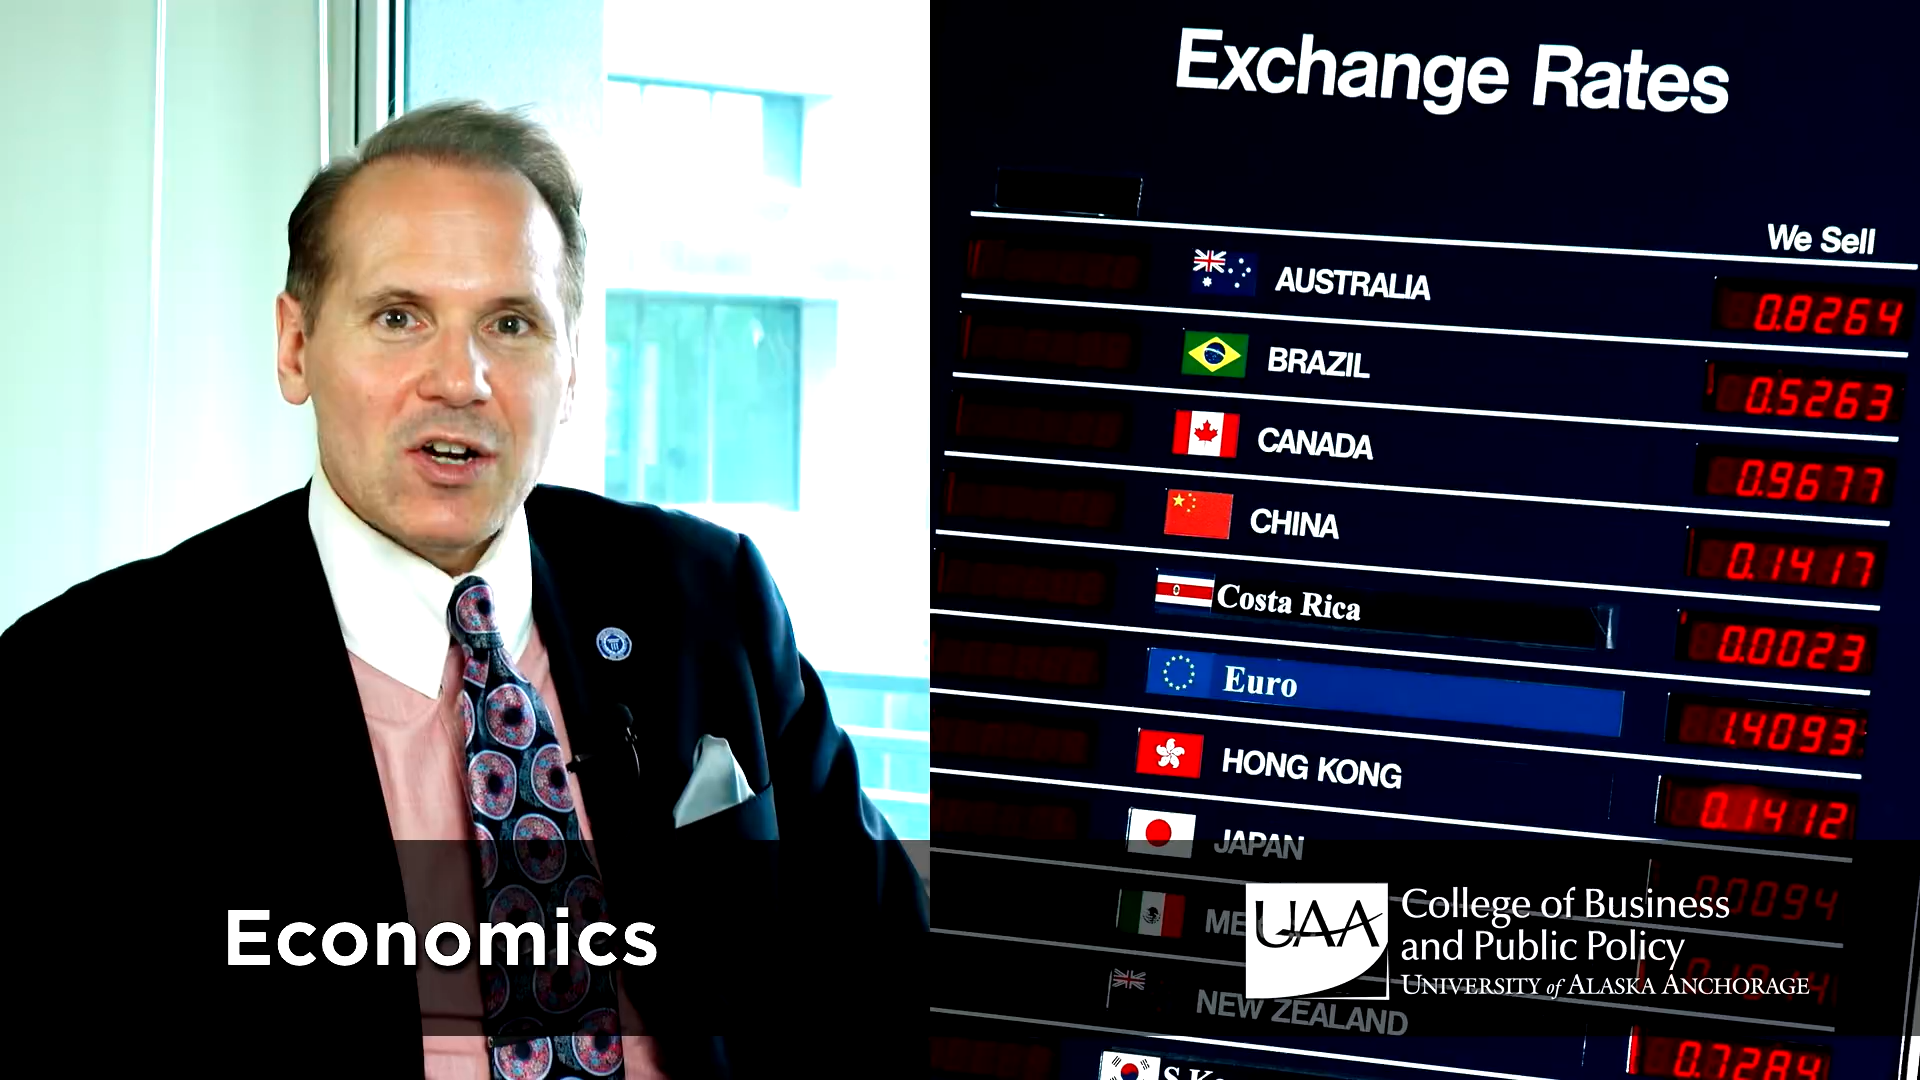 Exchange Rates
We Sell
AUSTRALIA 0.8264
BRAZIL 0.5263
CANADA 0.9677
CHINA 0.1417
Costa Rica 0.0023
Euro 1.4093
HONG KONG 0.1412
JAPAN 0.0094
NEW ZEALAND 0.7284
Economics
UAA
College of Business
and Public Policy
UNIVERSITY of ALASKA ANCHORAGE